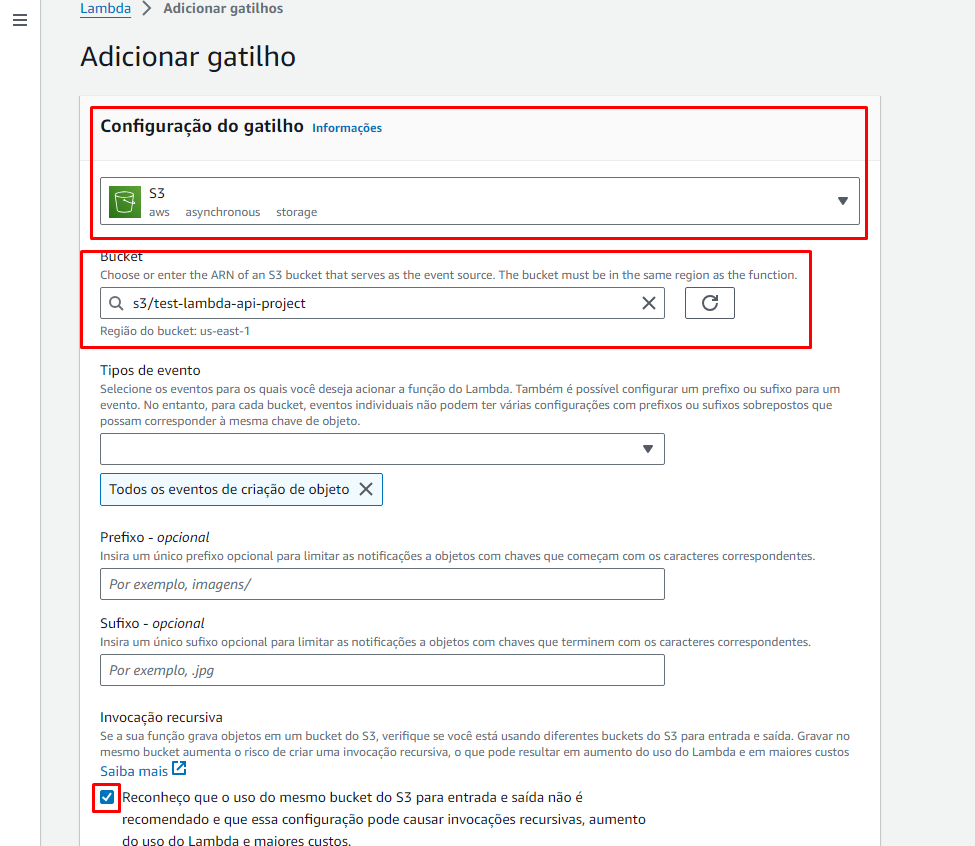 Lambda > Adicionar gatilhos
Adicionar gatilho
Configuração do gatilho Informações
S3
aws asynchronous storage
Bucket
Choose or enter the ARN of an S3 bucket that serves as the event source. The bucket must be in the same region as the function.
s3/test-lambda-api-project
Região do bucket: us-east-1
Tipos de evento
Selecione os eventos para os quais você deseja acionar a função do Lambda. Também é possível configurar um prefixo ou sufixo para um
evento. No entanto, para cada bucket, eventos individuais não podem ter várias configurações com prefixos ou sufixos sobrepostos que
possam corresponder à mesma chave de objeto.
Todos os eventos de criação de objeto
Prefixo - opcional
Insira um único prefixo opcional para limitar as notificações a objetos com chaves que começam com os caracteres correspondentes.
Por exemplo, imagens/
Sufixo - opcional
Insira um único sufixo opcional para limitar as notificações a objetos com chaves que terminem com os caracteres correspondentes.
Por exemplo, .jpg
Invocação recursiva
Se a sua função grava objetos em um bucket do S3, verifique se você está usando diferentes buckets do S3 para entrada e saída. Gravar no
mesmo bucket aumenta o risco de criar uma invocação recursiva, o que pode resultar em aumento do uso do Lambda e em maiores custos
Saiba mais
Reconheço que o uso do mesmo bucket do S3 para entrada e saída não é
recomendado e que essa configuração pode causar invocações recursivas, aumento
do uso do Lambda e maiores custos.